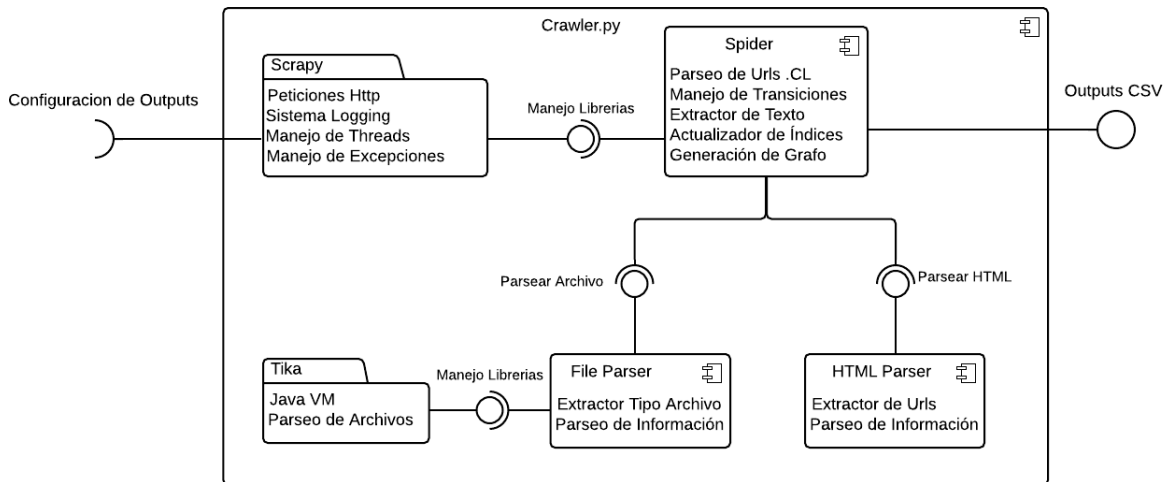 Crawler.py
Configuracion de Outputs
Scrapy
Peticiones Http
Sistema Logging
Manejo de Threads
Manejo de Excepciones
Manejo Librerias
Spider
Parseo de Urls .CL
Manejo de Transiciones
Extractor de Texto
Actualizador de Índices
Generación de Grafo
Outputs CSV
Parsear Archivo
Parsear HTML
Tika
Java VM
Parseo de Archivos
Manejo Librerias
File Parser
Extractor Tipo Archivo
Parseo de Información
HTML Parser
Extractor de Urls
Parseo de Información